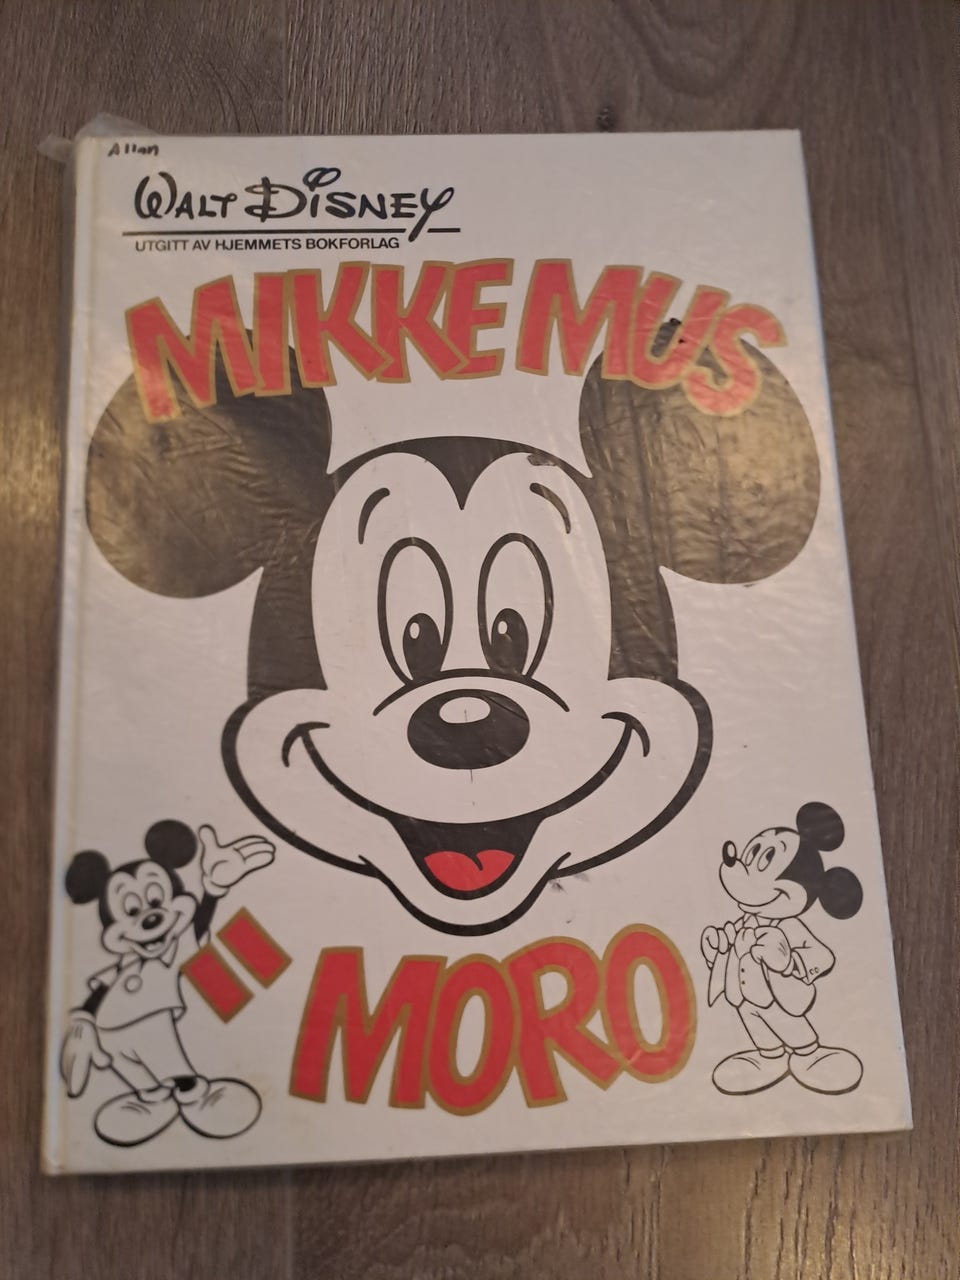 Allan
WALT DISNEY
UTGITT AV HJEMMETS BOKFORLAG
MIKKE MUS
"MORO